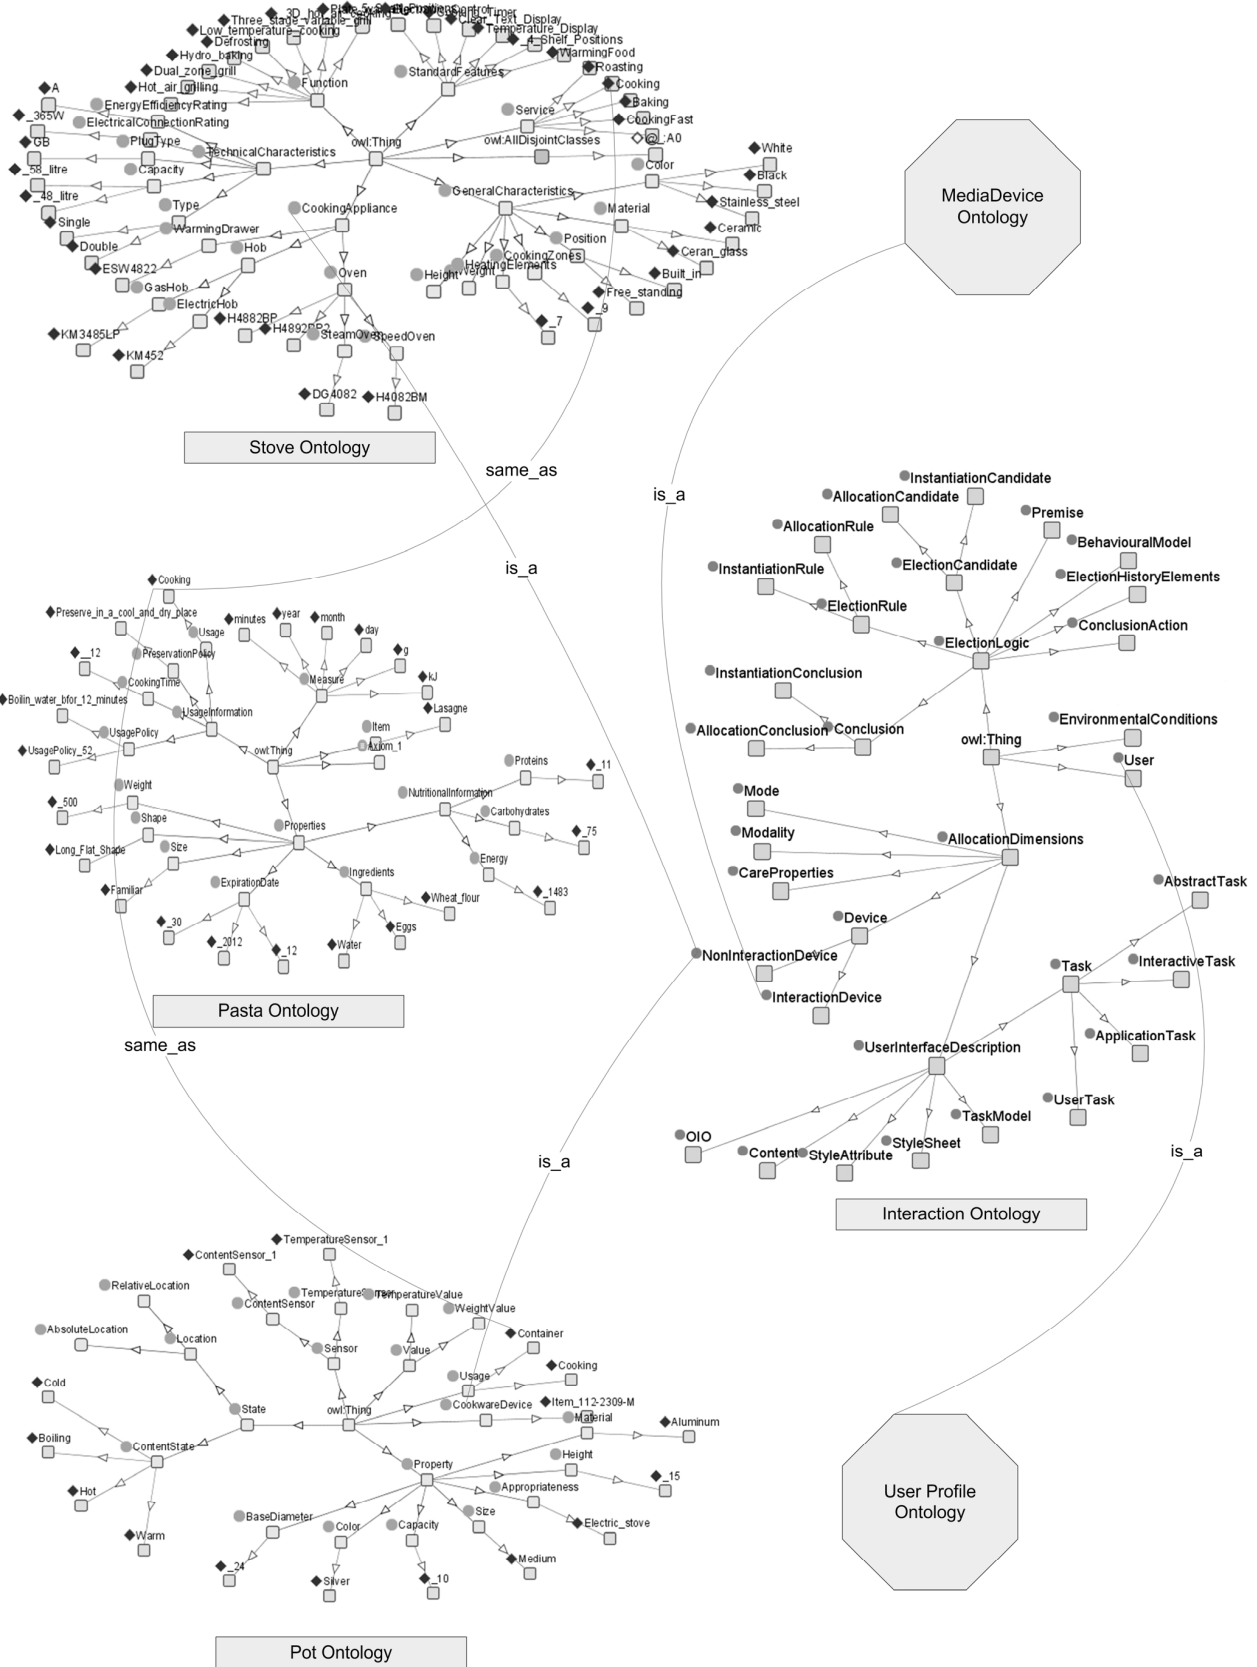 Three_stage_variable_grill
Low_temperature_cooking
Defrosting
Hydro_baking
Dual_zone_grill
Hot_air_grilling
Function
Clear_Text_Display
Temperature_Display
_4_Shelf_Positions
WarmingFood
StandardFeatures
Roasting
Cooking
Baking
CookingFast
Service
A
EnergyEfficiencyRating
_365W
ElectricalConnectionRating
GB
PlugType
TechnicalCharacteristics
owl:Thing
owl:AllDisjointClasses
@_:A0
_58_litre
Capacity
Color
White
Black
Stainless_steel
_48_litre
Type
CookingAppliance
GeneralCharacteristics
Material
Ceramic
Single
WarmingDrawer
Position
Ceran_glass
Double
Hob
CookingZones
HeatingElements
Height
Weight
Built_in
ESW4822
Oven
Free_standing
GasHob
ElectricHob
H4882BP
_7
_9
KM3485LP
SteamOven
SpeedOven
KM452
DG4082
H4082BM
Stove Ontology
MediaDevice
Ontology
same_as
is_a
is_a
InstantiationCandidate
AllocationCandidate
Premise
AllocationRule
BehaviouralModel
InstantiationRule
ElectionCandidate
ElectionHistoryElements
ElectionRule
ConclusionAction
ElectionLogic
InstantiationConclusion
AllocationConclusion
Conclusion
owl:Thing
EnvironmentalConditions
User
Mode
Modality
AllocationDimensions
CareProperties
AbstractTask
Device
NonInteractionDevice
Task
InteractiveTask
InteractionDevice
ApplicationTask
UserInterfaceDescription
UserTask
TaskModel
OIO
Content
StyleAttribute
StyleSheet
is_a
Interaction Ontology
Cooking
Preserve_in_a_cool_and_dry_place
Usage
minutes
year
month
day
g
kJ
__12
PreservationPolicy
CookingTime
Measure
Boilin_water_bfor_12_minutes
UsageInformation
Lasagne
UsagePolicy
Item
UsagePolicy_52
owl:Thing
Axiom_1
Weight
Proteins
_11
_500
NutritionalInformation
Shape
Properties
Carbohydrates
_75
Long_Flat_Shape
Size
Energy
Familiar
ExpirationDate
Ingredients
_1483
Wheat_flour
_30
_2012
_12
Water
Eggs
Pasta Ontology
same_as
is_a
TemperatureSensor_1
ContentSensor_1
RelativeLocation
ContentSensor
TemperatureSensor
TemperatureValue
WeightValue
AbsoluteLocation
Location
Sensor
Value
Container
Cold
Usage
Cooking
State
owl:Thing
CookwareDevice
Item_112-2309-M
Material
Aluminum
Boiling
ContentState
Property
Height
_15
Hot
Appropriateness
Warm
BaseDiameter
Color
Capacity
Size
Electric_stove
_24
Silver
_10
Medium
Pot Ontology
User Profile
Ontology